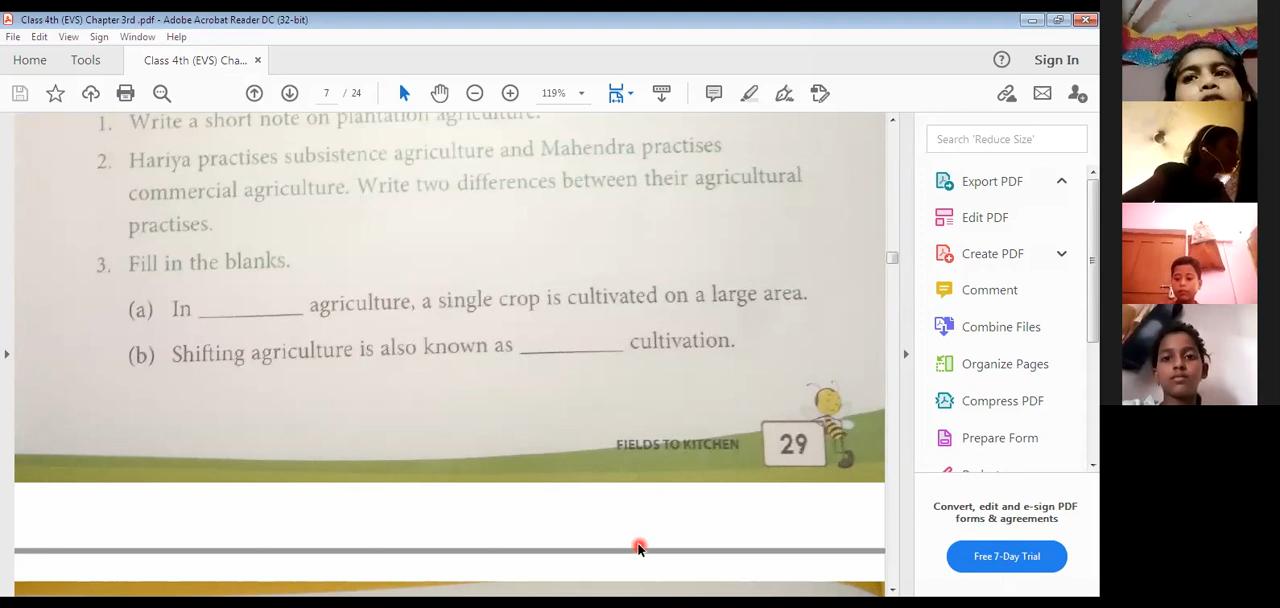 Class 4th (EVS) Chapter 3rd .pdf - Adobe Acrobat Reader DC (32-bit)
File Edit View Sign Window Help
Home Tools Class 4th (EVS) Cha... × Sign In
7 / 24 119%
1. Write a short note on plantation agriculture.
2. Hariya practises subsistence agriculture and Mahendra practises
commercial agriculture. Write two differences between their agricultural
practises.
3. Fill in the blanks.
(a) In __________ agriculture, a single crop is cultivated on a large area.
(b) Shifting agriculture is also known as __________ cultivation.
FIELDS TO KITCHEN 29
Search 'Reduce Size'
Export PDF
Edit PDF
Create PDF
Comment
Combine Files
Organize Pages
Compress PDF
Prepare Form
Convert, edit and e-sign PDF
forms & agreements
Free 7-Day Trial